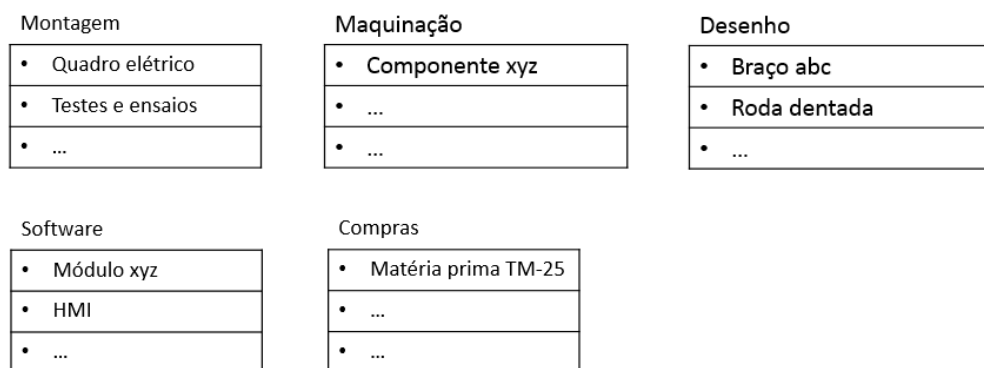 Montagem
• Quadro elétrico
• Testes e ensaios
• ...
Maquinação
• Componente xyz
• ...
• ...
Desenho
• Braço abc
• Roda dentada
• ...
Software
• Módulo xyz
• HMI
• ...
Compras
• Matéria prima TM-25
• ...
• ...